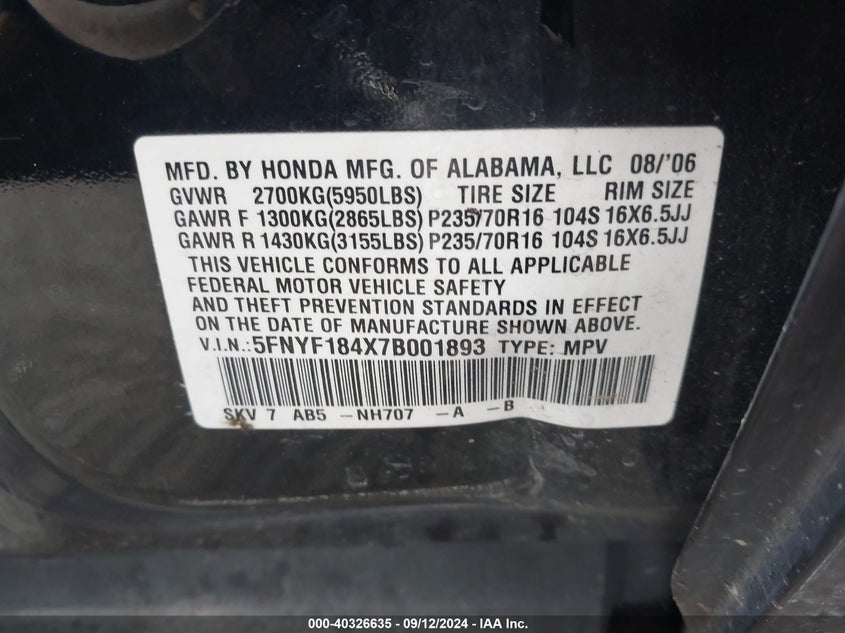 MFD. BY HONDA MFG. OF ALABAMA, LLC 08/'06
GVWR 2700KG(5950LBS) TIRE SIZE RIM SIZE
GAWR F 1300KG(2865LBS) P235/70R16 104S 16X6.5JJ
GAWR R 1430KG(3155LBS) P235/70R16 104S 16X6.5JJ
THIS VEHICLE CONFORMS TO ALL APPLICABLE
FEDERAL MOTOR VEHICLE SAFETY
AND THEFT PREVENTION STANDARDS IN EFFECT
ON THE DATE OF MANUFACTURE SHOWN ABOVE.
V.I.N.:5FNYF184X7B001893 TYPE: MPV
SKV 7 AB5 -NH707 -A -B
000-40326635 - 09/12/2024 - IAA Inc.